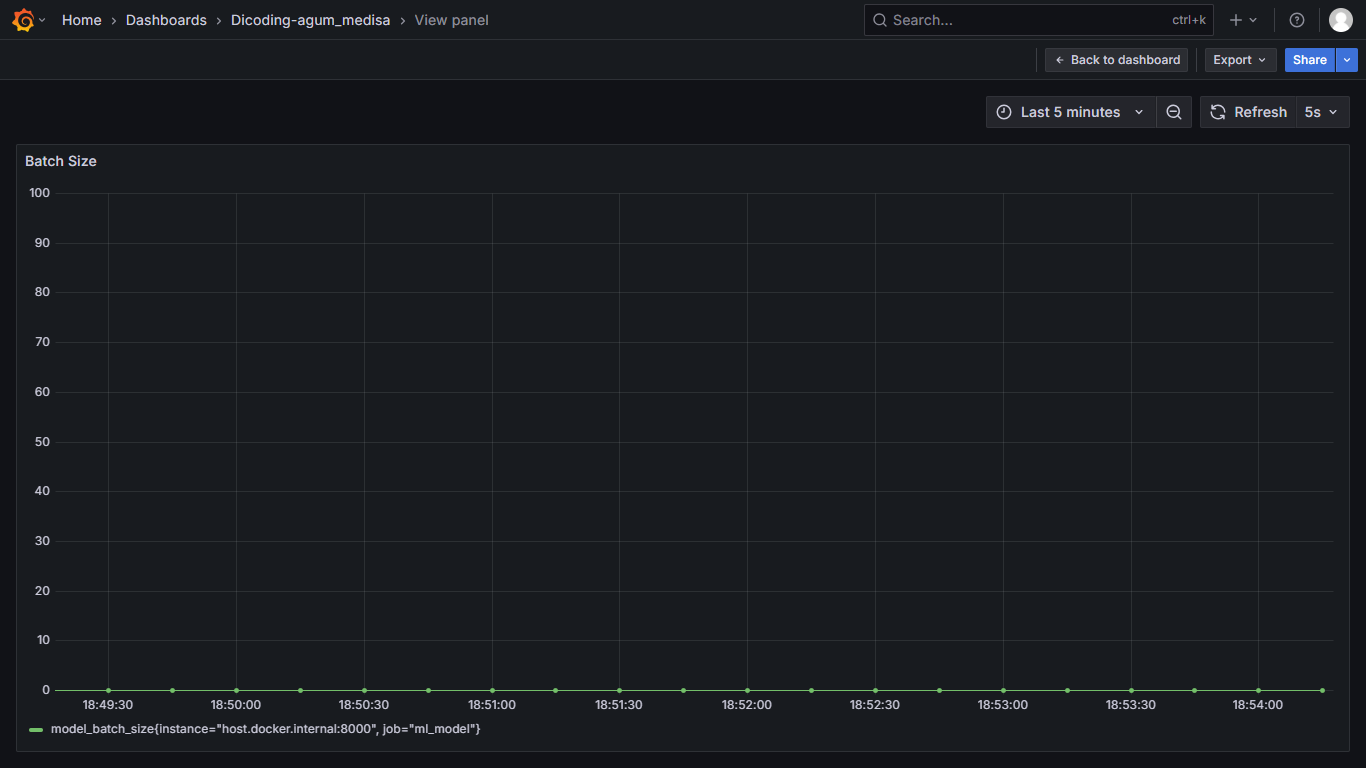 Home › Dashboards › Dicoding-agum_medisa › View panel
Search...
ctrl+k
Back to dashboard
Export
Share
Last 5 minutes
Refresh
5s
Batch Size
100
90
80
70
60
50
40
30
20
10
0
18:49:30 18:50:00 18:50:30 18:51:00 18:51:30 18:52:00 18:52:30 18:53:00 18:53:30 18:54:00
model_batch_size{instance="host.docker.internal:8000", job="ml_model"}